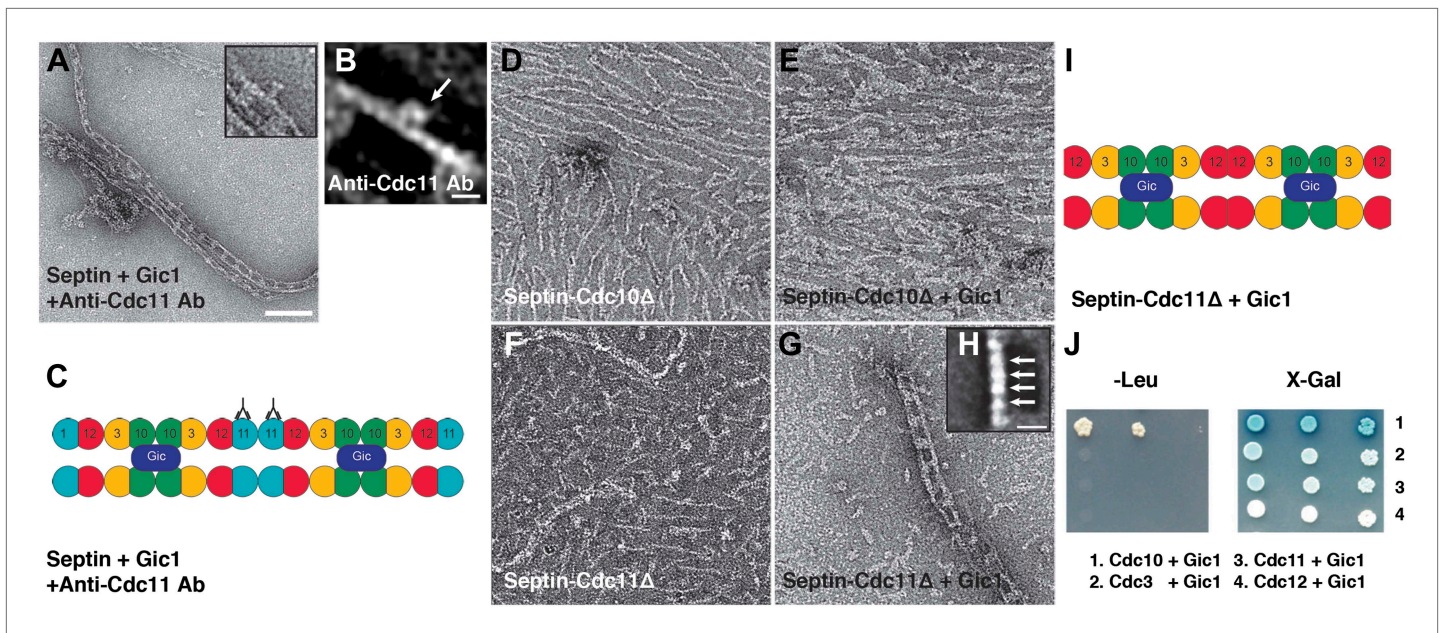 A
Septin + Gic1
+Anti-Cdc11 Ab
B
Anti-Cdc11 Ab
C
1 12 3 10 10 3 12 11 11 12 3 10 10 3 12 11
Gic Gic
Septin + Gic1
+Anti-Cdc11 Ab
D
Septin-Cdc10Δ
E
Septin-Cdc10Δ + Gic1
F
Septin-Cdc11Δ
G
H
Septin-Cdc11Δ + Gic1
I
12 3 10 10 3 12 12 3 10 10 3 12
Gic Gic
Septin-Cdc11Δ + Gic1
J
-Leu X-Gal
1
2
3
4
1. Cdc10 + Gic1 3. Cdc11 + Gic1
2. Cdc3 + Gic1 4. Cdc12 + Gic1